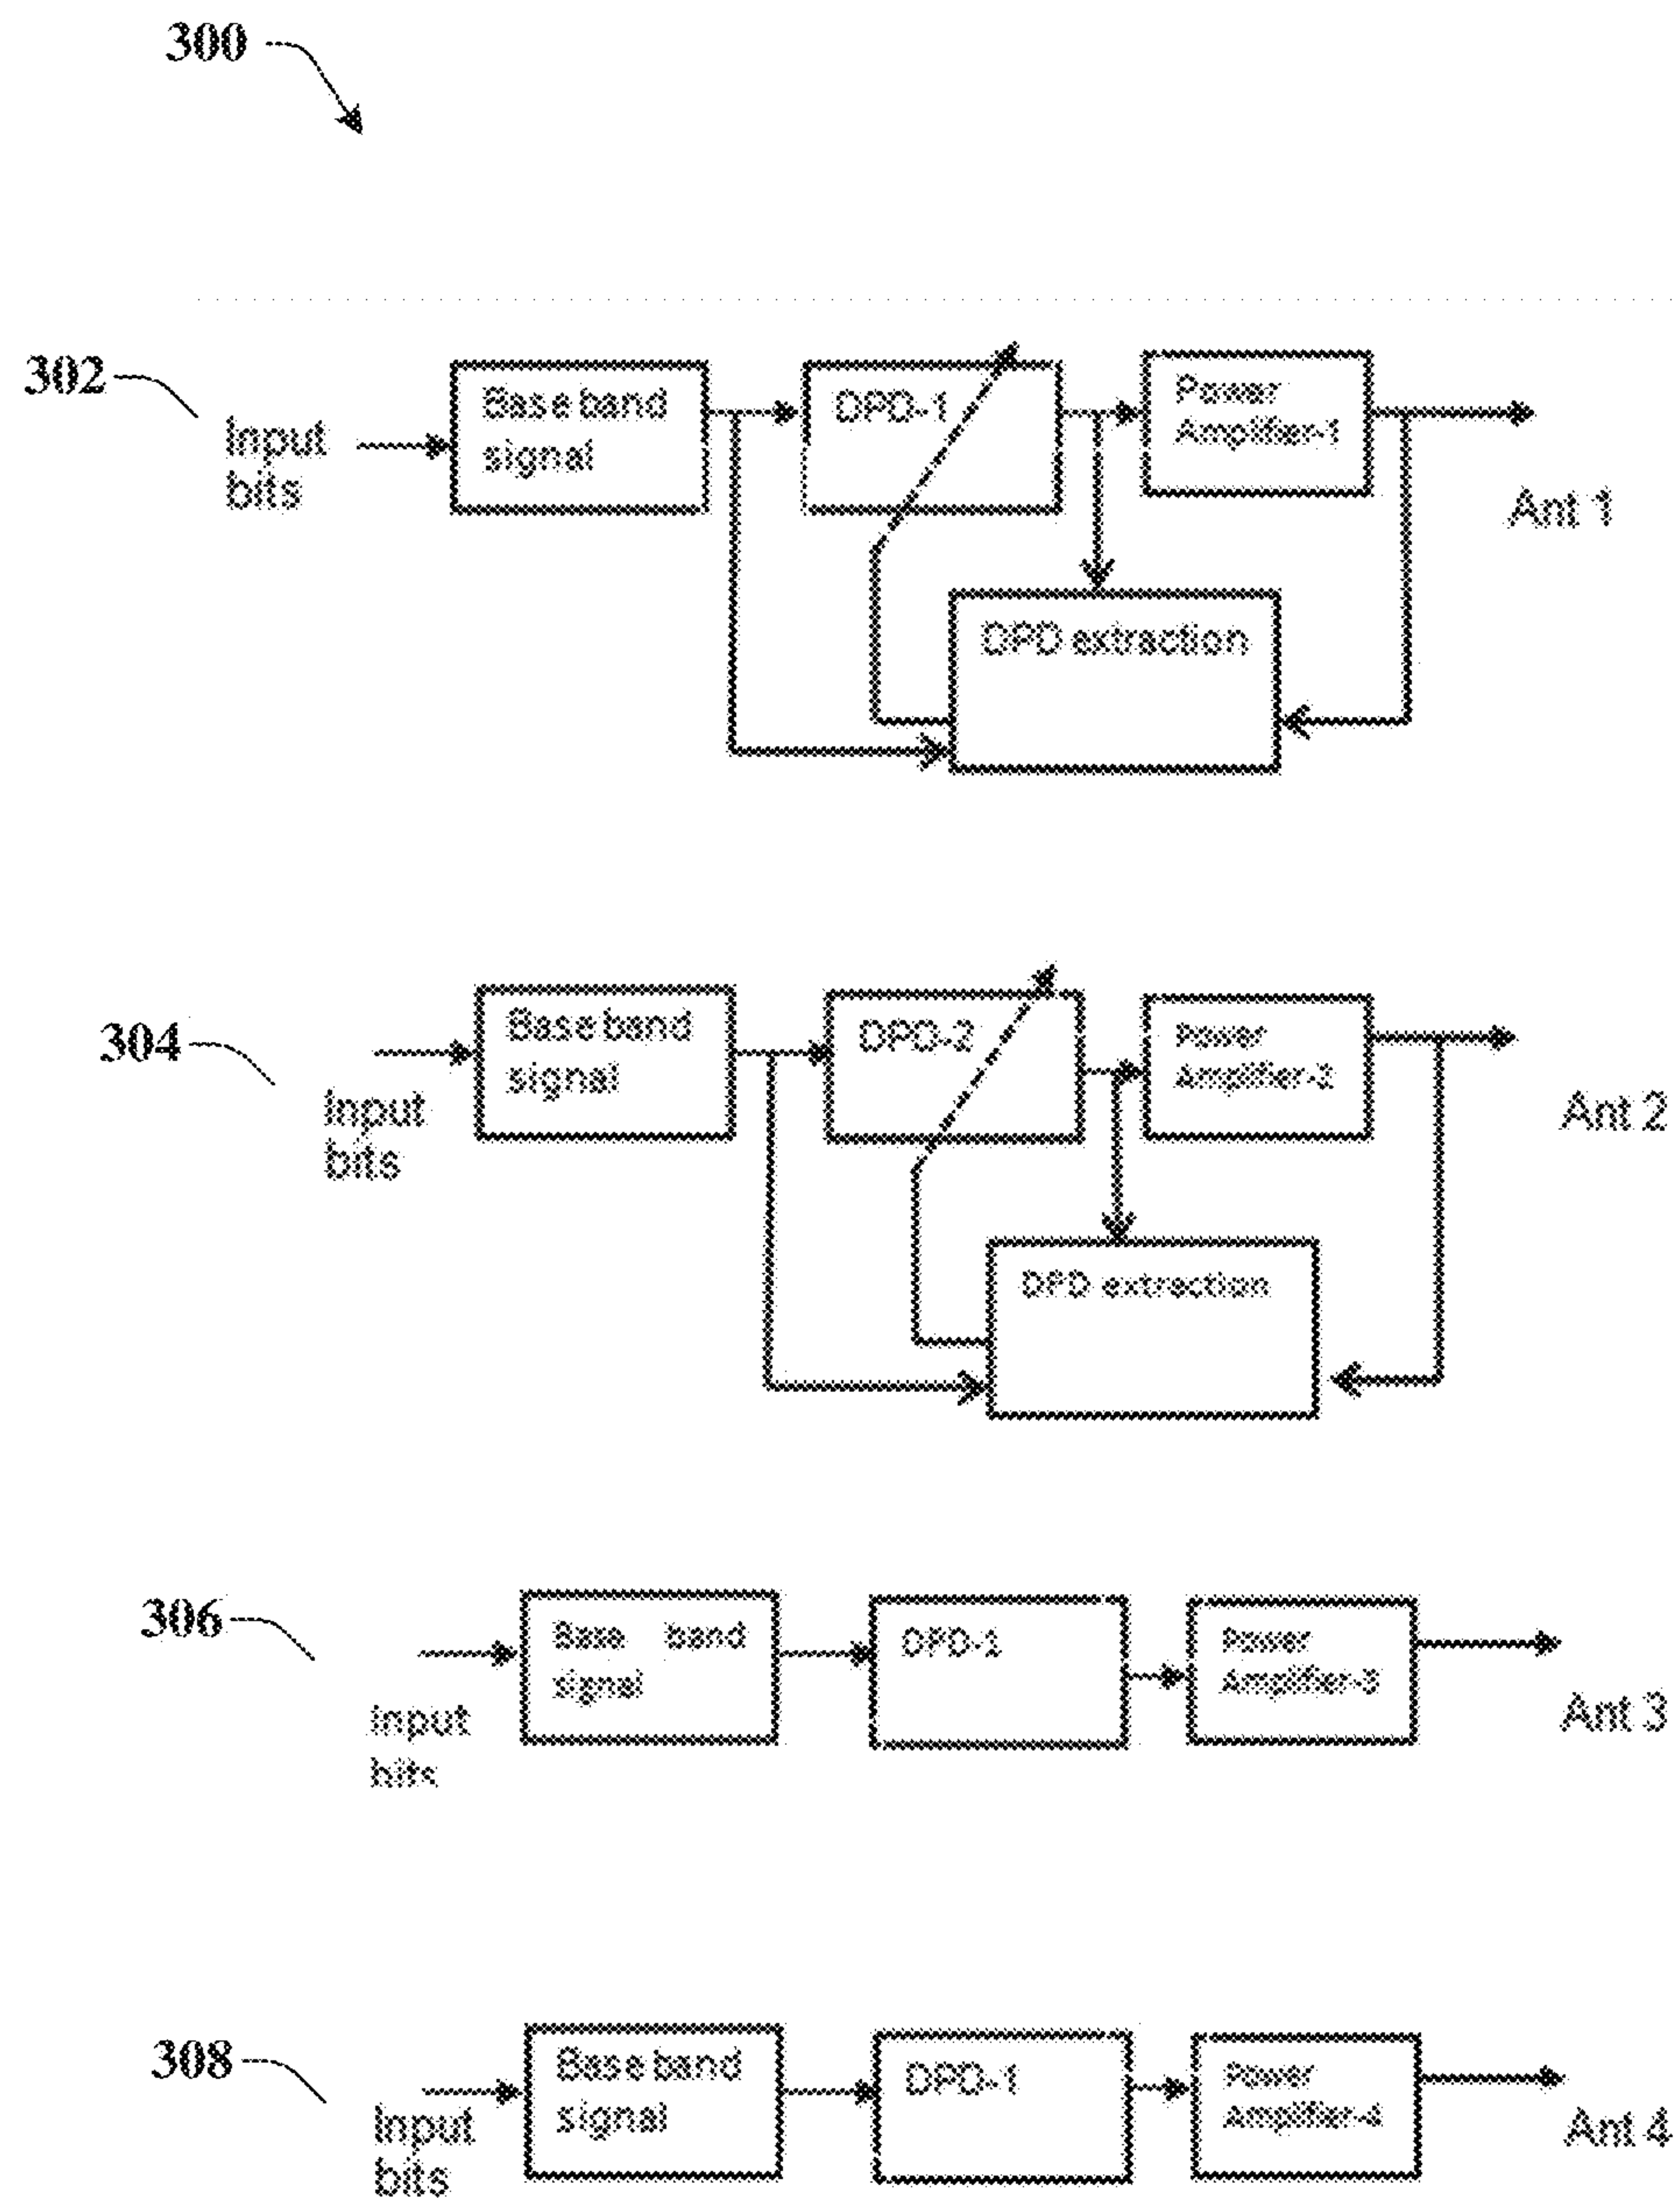 300
302
Input
bits
Base band
signal
DPD-1
Power
Amplifier-1
Ant 1
DPD extraction
304
Input
bits
Base band
signal
DPD-2
Power
Amplifier-2
Ant 2
DPD extraction
306
Input
bits
Base band
signal
DPD-1
Power
Amplifier-3
Ant 3
308
Input
bits
Base band
signal
DPD-1
Power
Amplifier-4
Ant 4